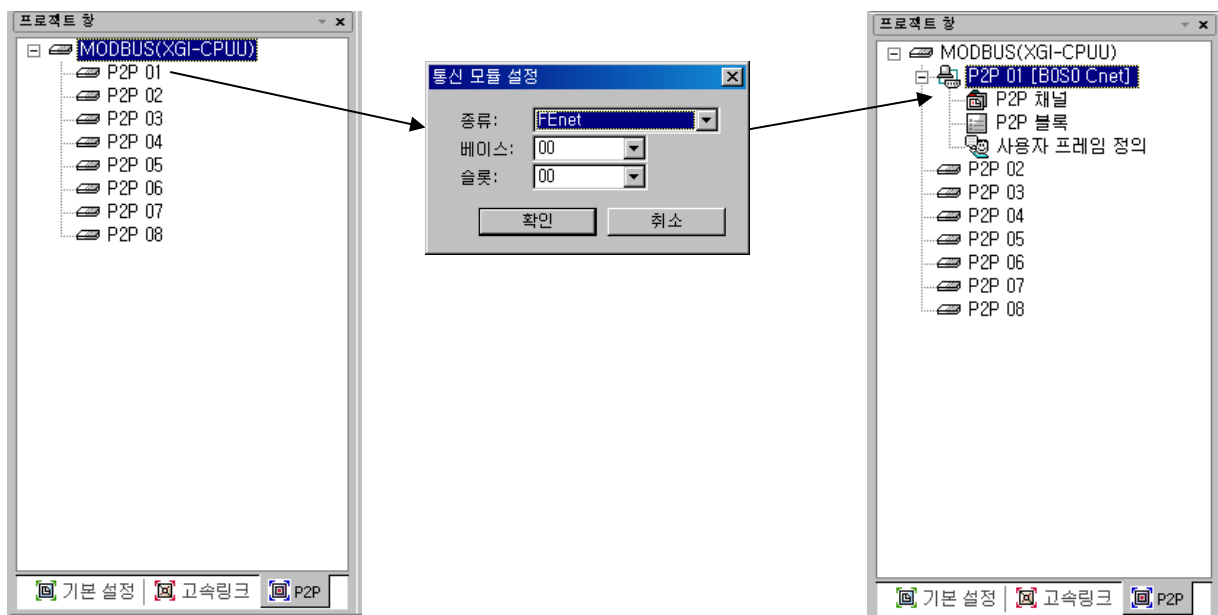 프로젝트 창
MODBUS(XGI-CPUU)
P2P 01
P2P 02
P2P 03
P2P 04
P2P 05
P2P 06
P2P 07
P2P 08
기본 설정 고속링크 P2P
통신 모듈 설정
종류: FEnet
베이스: 00
슬롯: 00
확인 취소
프로젝트 창
MODBUS(XGI-CPUU)
P2P 01 [B0S0 Cnet]
P2P 채널
P2P 블록
사용자 프레임 정의
P2P 02
P2P 03
P2P 04
P2P 05
P2P 06
P2P 07
P2P 08
기본 설정 고속링크 P2P